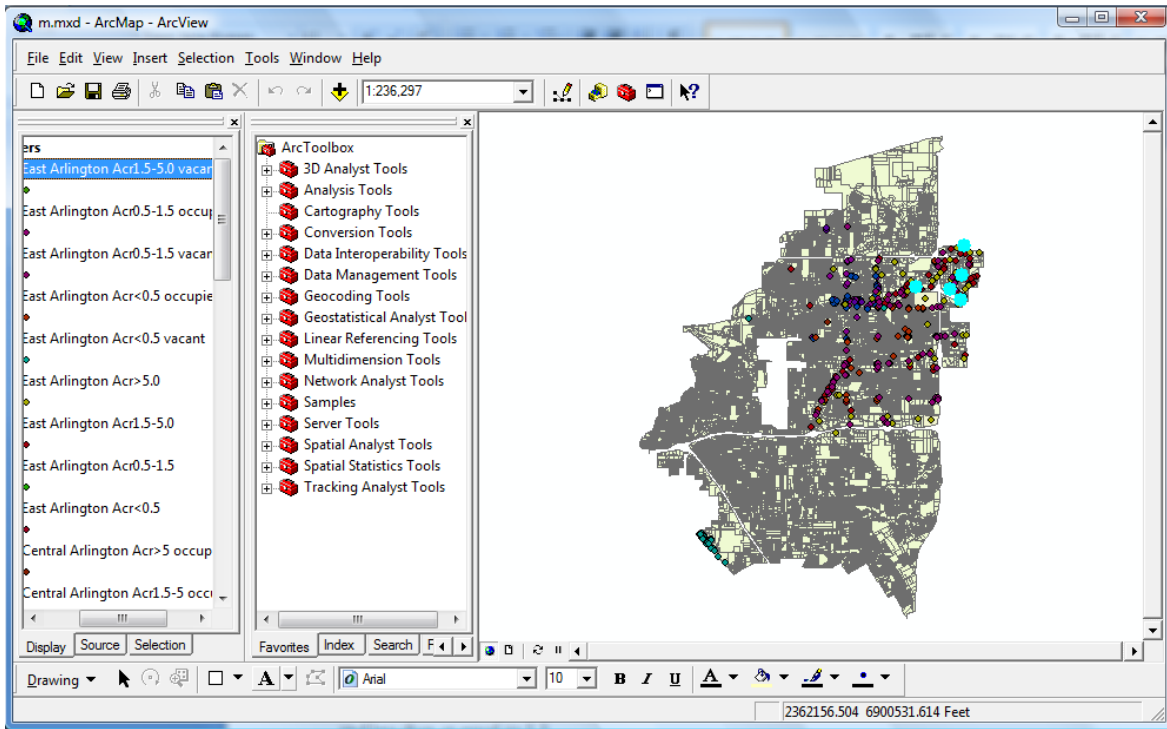 m.mxd - ArcMap - ArcView
File Edit View Insert Selection Tools Window Help
1:236,297
ers
East Arlington Acr1.5-5.0 vacan
East Arlington Acr0.5-1.5 occup
East Arlington Acr0.5-1.5 vacar
East Arlington Acr<0.5 occupie
East Arlington Acr<0.5 vacant
East Arlington Acr>5.0
East Arlington Acr1.5-5.0
East Arlington Acr0.5-1.5
East Arlington Acr<0.5
Central Arlington Acr>5 occup
Central Arlington Acr1.5-5 occu
Display Source Selection
ArcToolbox
3D Analyst Tools
Analysis Tools
Cartography Tools
Conversion Tools
Data Interoperability Tools
Data Management Tools
Geocoding Tools
Geostatistical Analyst Tool
Linear Referencing Tools
Multidimension Tools
Network Analyst Tools
Samples
Server Tools
Spatial Analyst Tools
Spatial Statistics Tools
Tracking Analyst Tools
Favorites Index Search
Drawing A Arial 10 B I U A
2362156.504 6900531.614 Feet